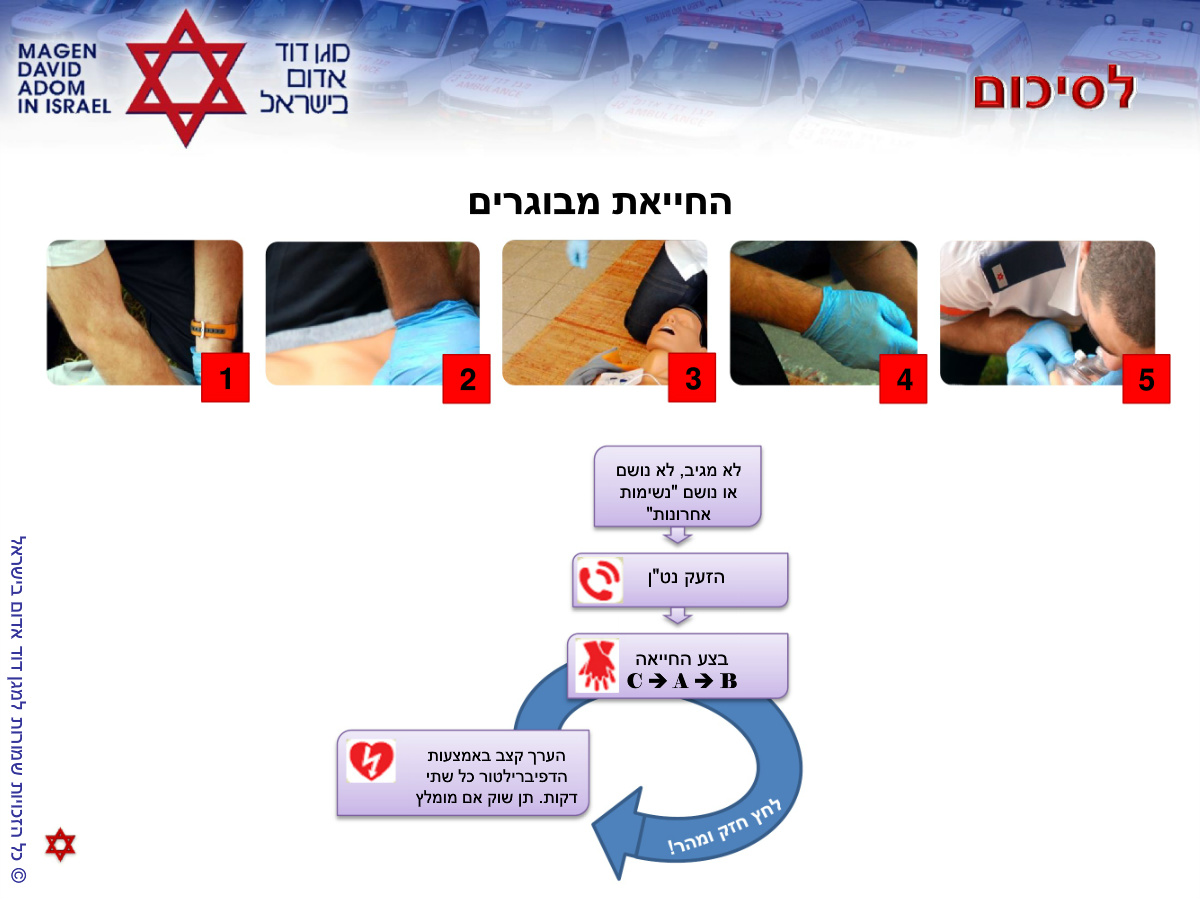 MAGEN
DAVID
ADOM
IN ISRAEL
מגן דוד
אדום
בישראל
לסיכום
החייאת מבוגרים
1
2
3
4
5
לא מגיב, לא נושם
או נושם "נשימות
אחרונות"
הזעק נט"ן
בצע החייאה
C → A → B
הערך קצב באמצעות
הדפיברילטור כל שתי
דקות. תן שוק אם מומלץ
לחץ חזק ומהר!
© כל הזכויות שמורות למגן דוד אדום בישראל